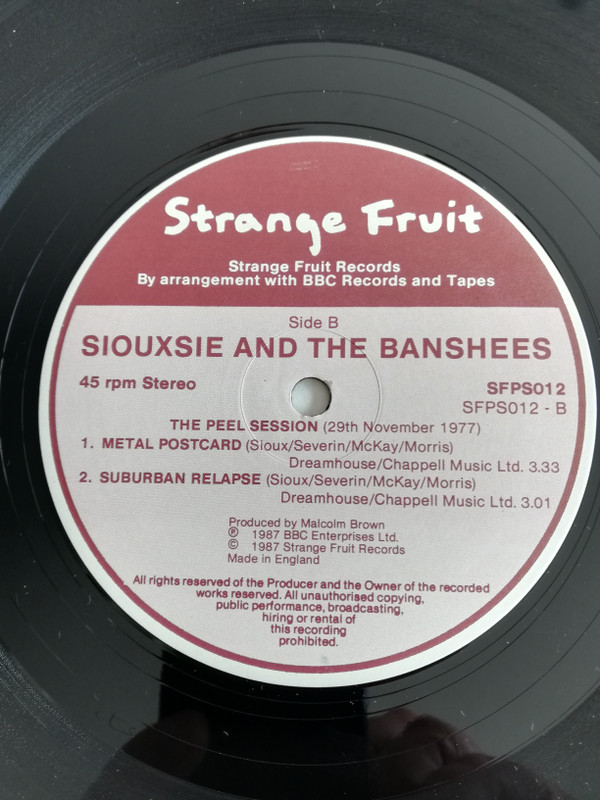 Strange Fruit
Strange Fruit Records
By arrangement with BBC Records and Tapes
Side B
SIOUXSIE AND THE BANSHEES
45 rpm Stereo SFPS012
SFPS012 - B
THE PEEL SESSION (29th November 1977)
1. METAL POSTCARD (Sioux/Severin/McKay/Morris)
Dreamhouse/Chappell Music Ltd. 3.33
2. SUBURBAN RELAPSE (Sioux/Severin/McKay/Morris)
Dreamhouse/Chappell Music Ltd. 3.01
Produced by Malcolm Brown
℗ 1987 BBC Enterprises Ltd.
© 1987 Strange Fruit Records
Made in England
All rights reserved of the Producer and the Owner of the recorded
works reserved. All unauthorised copying,
public performance, broadcasting,
hiring or rental of
this recording
prohibited.